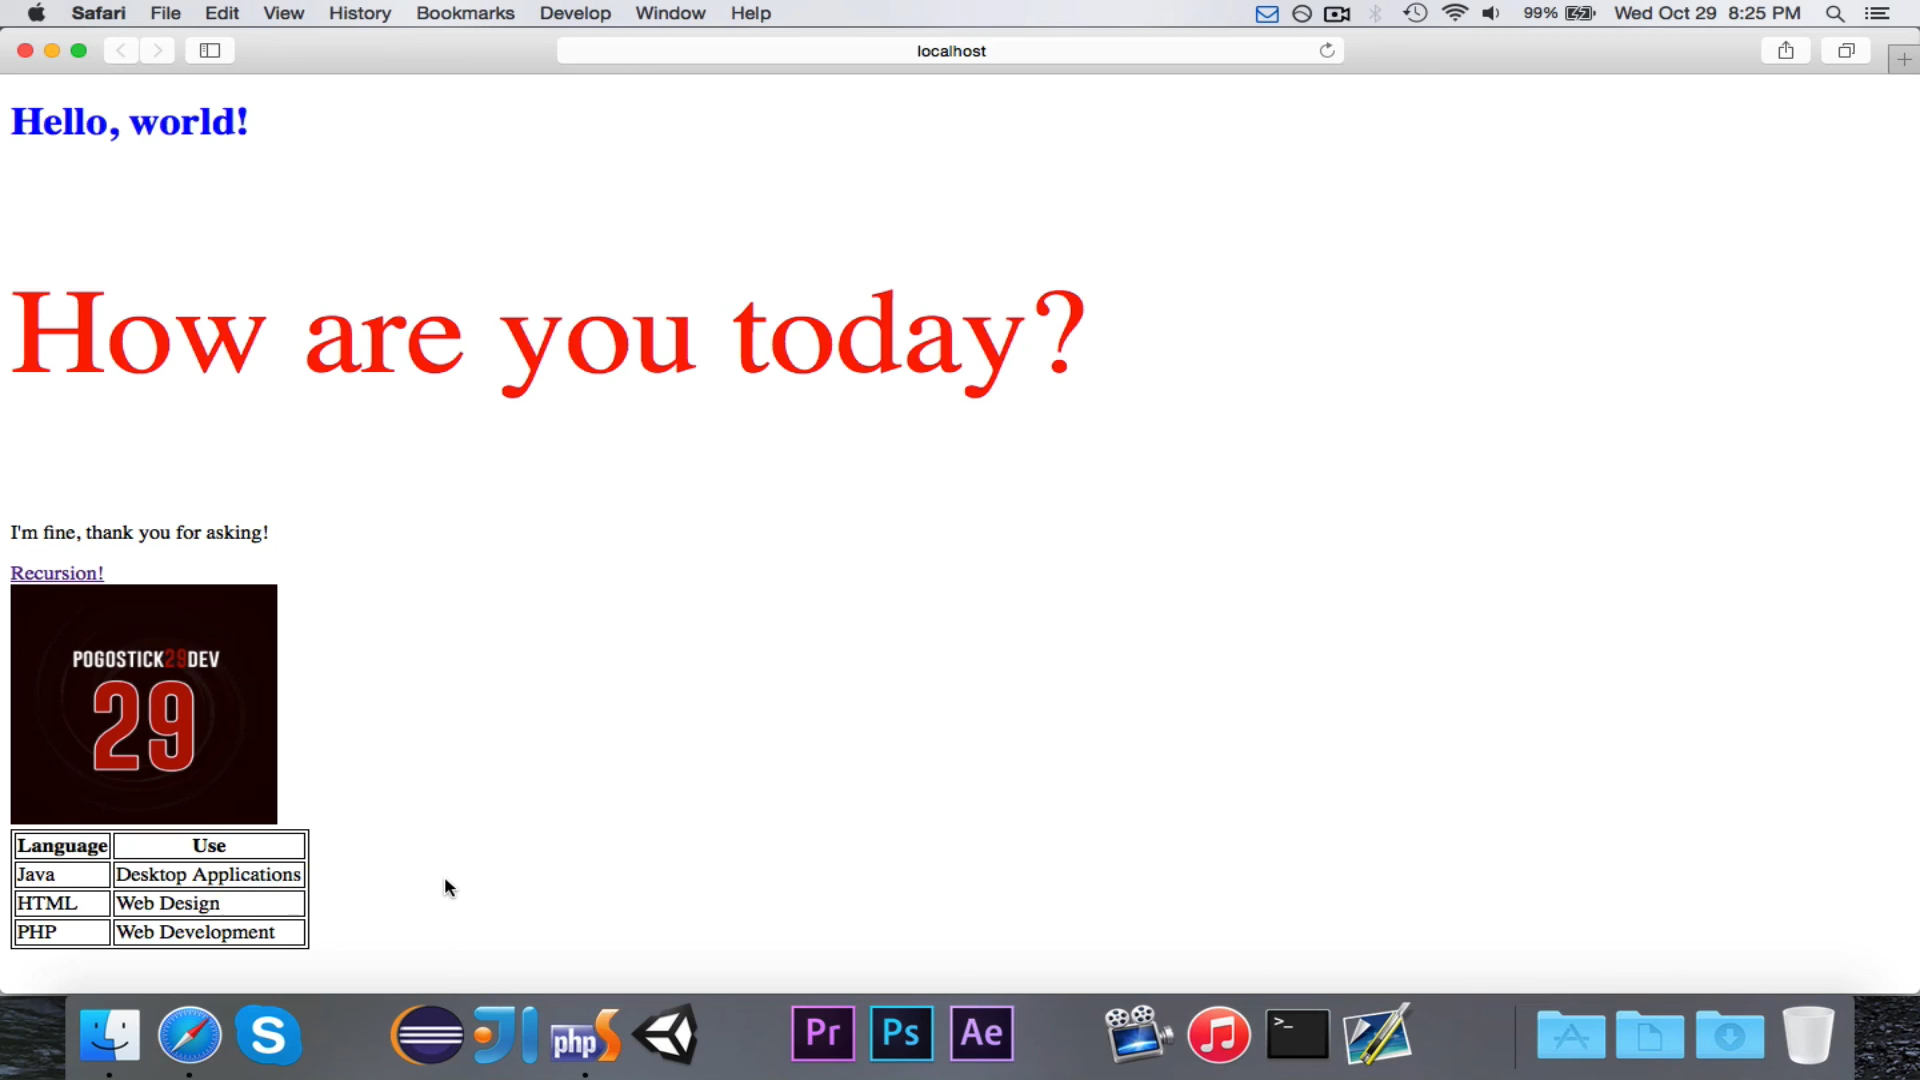 Safari File Edit View History Bookmarks Develop Window Help 99% Wed Oct 29 8:25 PM
localhost
Hello, world!
How are you today?
I'm fine, thank you for asking!
Recursion!
POGOSTICK29DEV
29
Language Use
Java Desktop Applications
HTML Web Design
PHP Web Development
S JI php S Pr Ps Ae >_